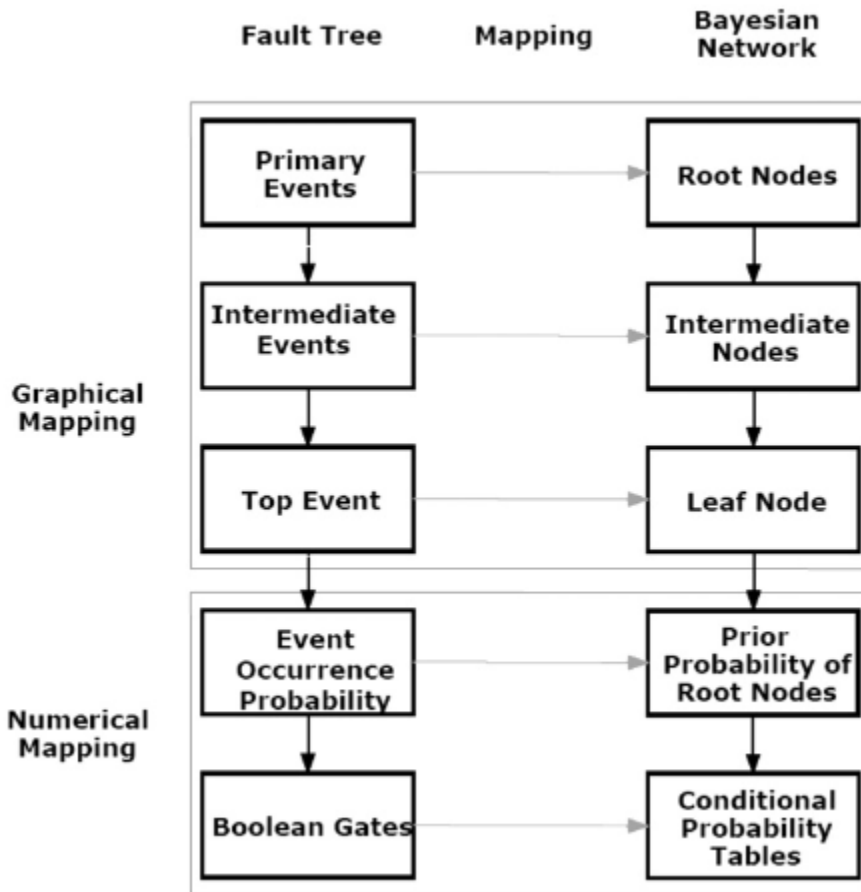 Fault Tree
Mapping
Bayesian
Network
Primary
Events
Root Nodes
Intermediate
Events
Intermediate
Nodes
Graphical
Mapping
Top Event
Leaf Node
Event
Occurrence
Probability
Prior
Probability of
Root Nodes
Numerical
Mapping
Boolean Gates
Conditional
Probability
Tables